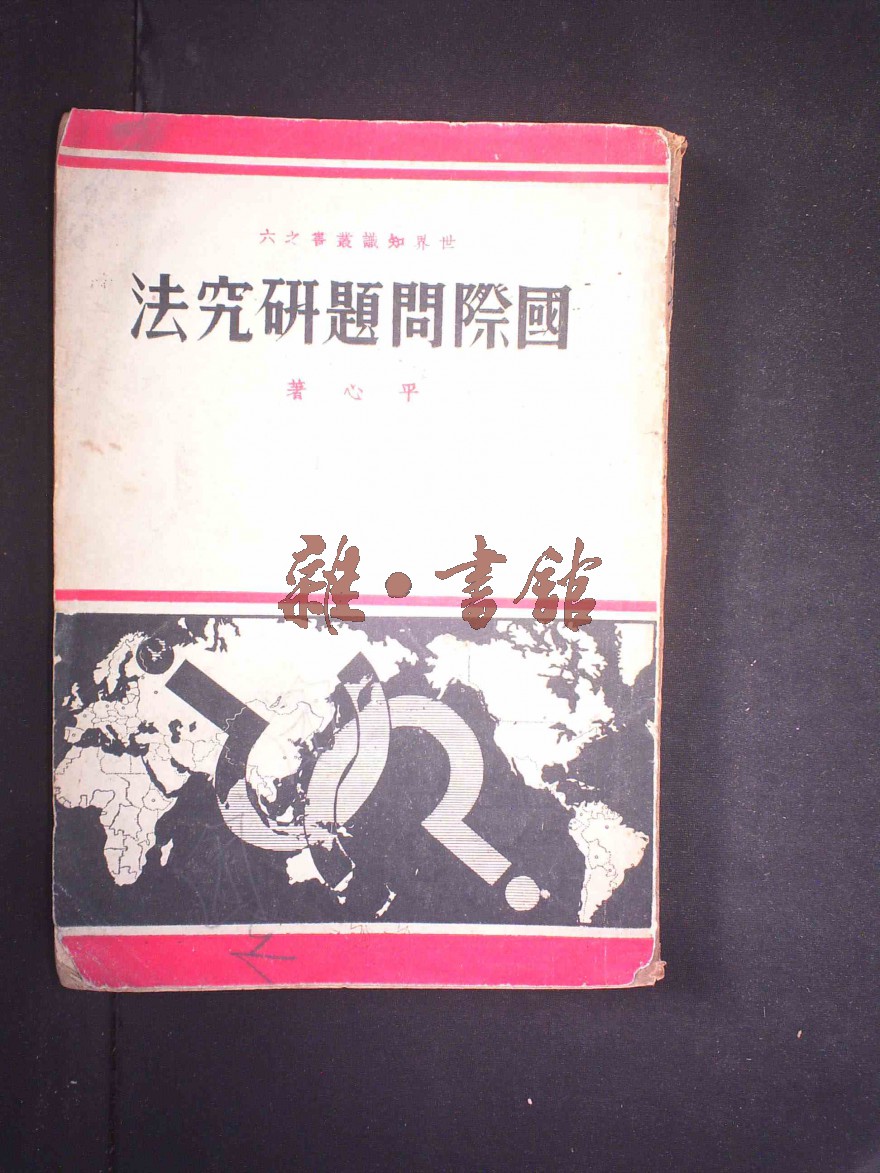 世界知識叢書之六
國際問題研究法
平心著
雜·書館